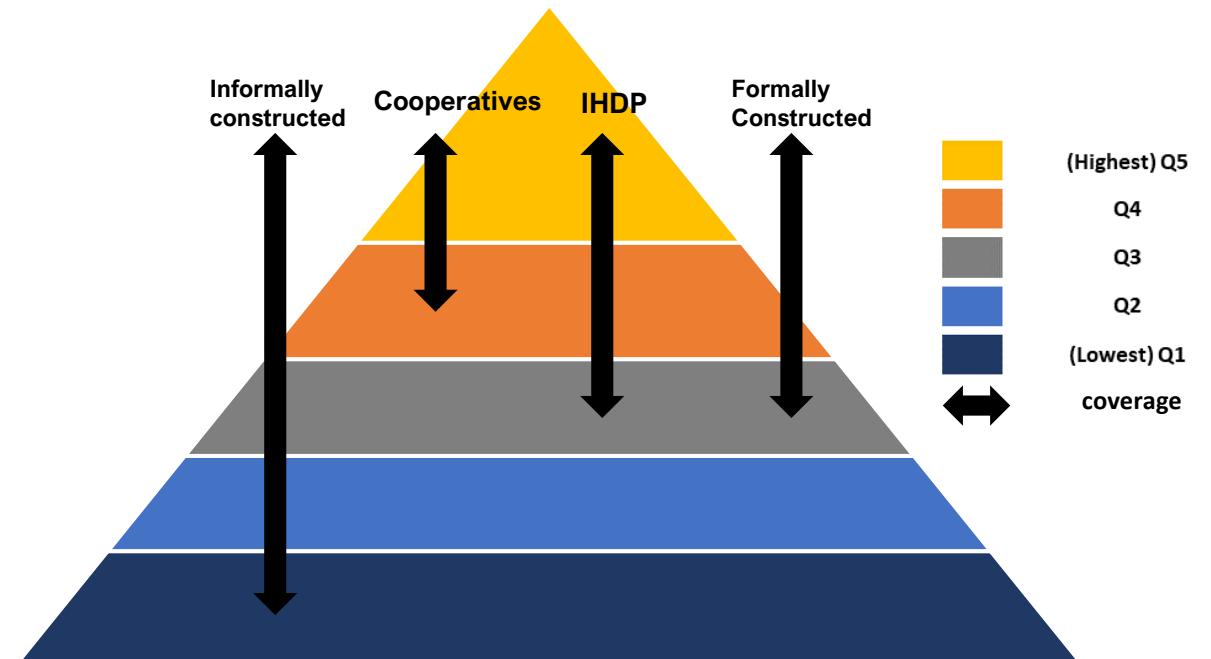 Informally
constructed
Cooperatives
IHDP
Formally
Constructed
(Highest) Q5
Q4
Q3
Q2
(Lowest) Q1
coverage